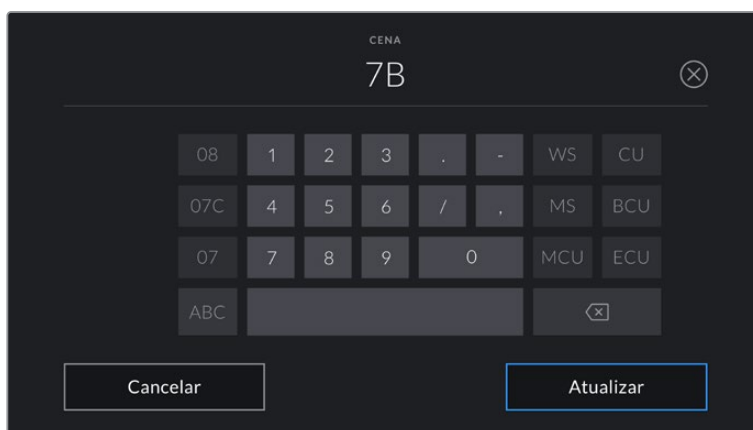 CENA
7B
08 1 2 3 . - WS CU
07C 4 5 6 / , MS BCU
07 7 8 9 0 MCU ECU
ABC
Cancelar Atualizar